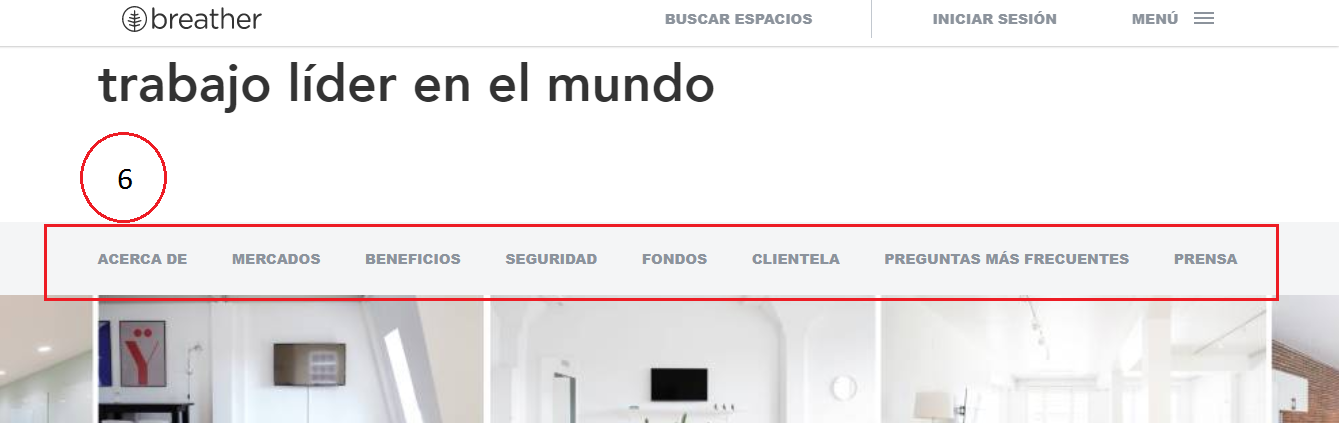 breather BUSCAR ESPACIOS INICIAR SESIÓN MENÚ
trabajo líder en el mundo
6
ACERCA DE MERCADOS BENEFICIOS SEGURIDAD FONDOS CLIENTELA PREGUNTAS MÁS FRECUENTES PRENSA
Ÿ